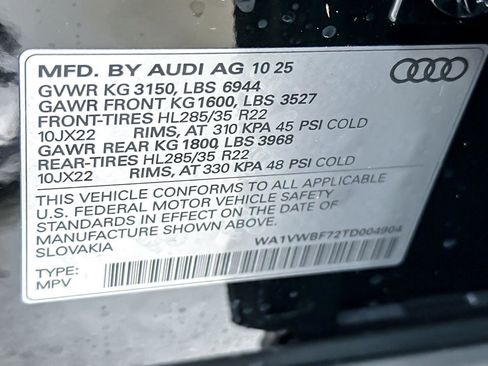 MFD. BY AUDI AG 10 25
GVWR KG 3150, LBS 6944
GAWR FRONT KG1600, LBS 3527
FRONT-TIRES HL285/35 R22
10JX22 RIMS, AT 310 KPA 45 PSI COLD
GAWR REAR KG 1800, LBS 3968
REAR-TIRES HL285/35 R22
10JX22 RIMS, AT 330 KPA 48 PSI COLD
THIS VEHICLE CONFORMS TO ALL APPLICABLE
U.S. FEDERAL MOTOR VEHICLE SAFETY
STANDARDS IN EFFECT ON THE DATE OF
MANUFACTURE SHOWN ABOVE.
SLOVAKIA WA1VWBF72TD004904
TYPE:
MPV